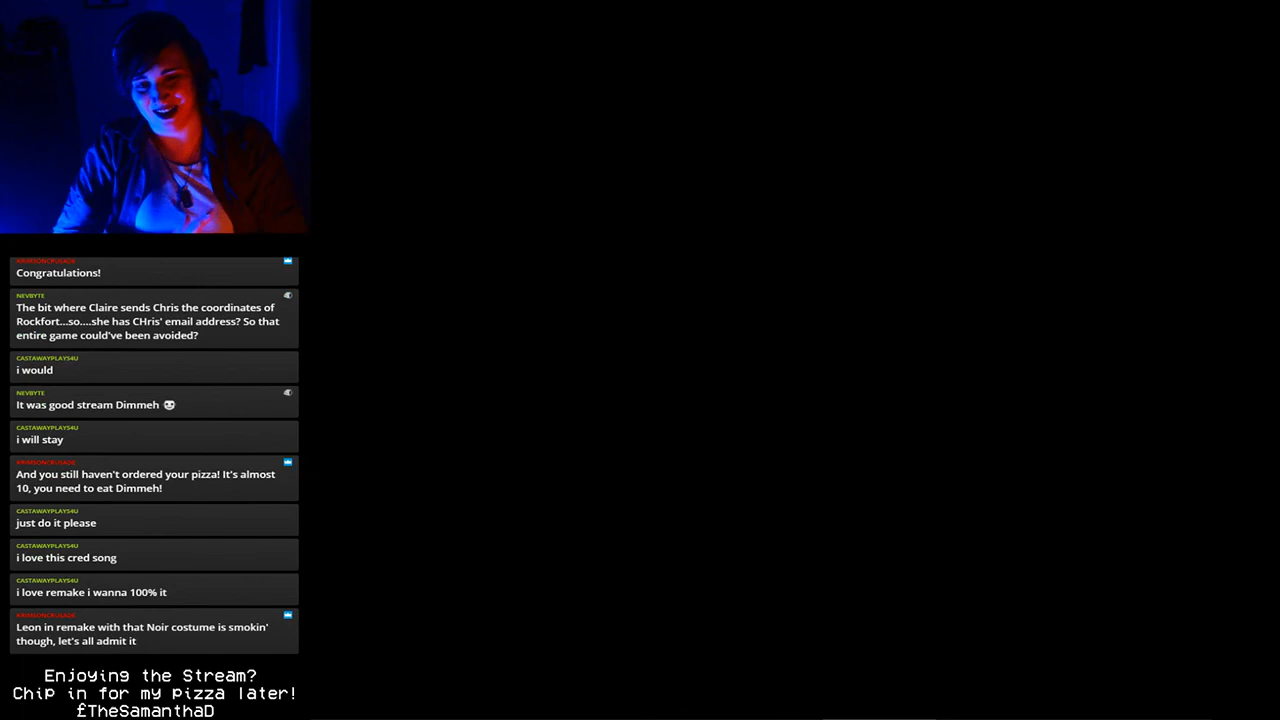 KRIMSONCRUSADE
Congratulations!
NEVBYTE
The bit where Claire sends Chris the coordinates of
Rockfort...so....she has CHris' email address? So that
entire game could've been avoided?
CASTAWAYPLAYS4U
i would
NEVBYTE
It was good stream Dimmeh
CASTAWAYPLAYS4U
i will stay
KRIMSONCRUSADE
And you still haven't ordered your pizza! It's almost
10, you need to eat Dimmeh!
CASTAWAYPLAYS4U
just do it please
CASTAWAYPLAYS4U
i love this cred song
CASTAWAYPLAYS4U
i love remake i wanna 100% it
KRIMSONCRUSADE
Leon in remake with that Noir costume is smokin'
though, let's all admit it
Enjoying the Stream?
Chip in for my pizza later!
£TheSamanthaD